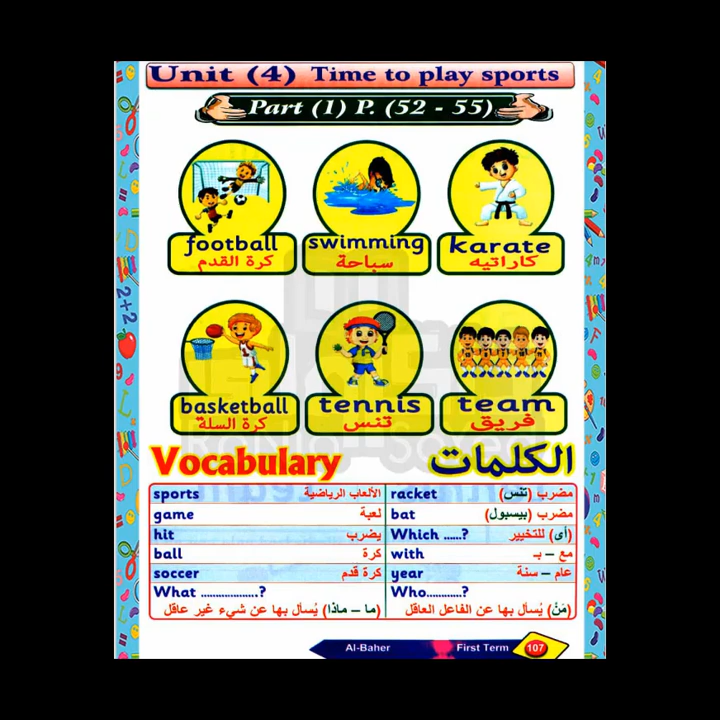 Unit (4) Time to play sports
Part (1) P. (52 - 55)
football
كرة القدم
swimming
سباحة
karate
كاراتيه
basketball
كرة السلة
tennis
تنس
team
فريق
Vocabulary الكلمات
sports الألعاب الرياضية racket مضرب (تنس)
game لعبة bat مضرب (بيسبول)
hit يضرب Which ......? (أى) للتخيير
ball كرة with مع – بـ
soccer كرة قدم year عام – سنة
What ...................? Who............?
(ما – ماذا) يُسأل بها عن شيء غير عاقل (مَنْ) يُسأل بها عن الفاعل العاقل
Al-Baher First Term 107
2+2